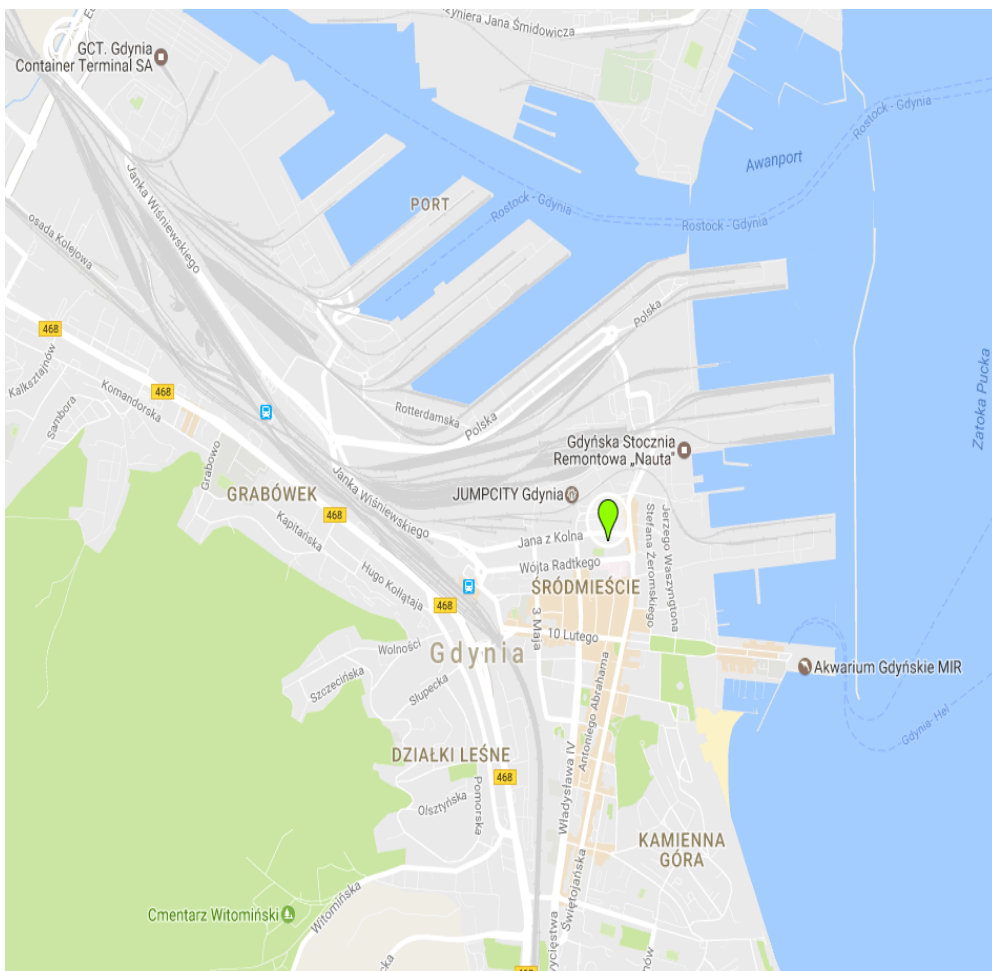 żyniera Jana Śmidowicza
GCT. Gdynia
Container Terminal SA
Rostock - Gdynia
Awanport
Janka Wiśniewskiego
PORT
Rostock - Gdynia
Rostock - Gdynia
osada Kolejowa
Polska
468
Kalksztajnów
Komandorska
468
Sambora
Zatoka Pucka
Rotterdamska
Polska
Grabowo
Gdyńska Stocznia
Remontowa „Nauta"
GRABÓWEK
JUMPCITY Gdynia
Janka Wiśniewskiego
468
Kapitańska
Jana z Kolna
Stefana Żeromskiego
Jerzego Waszyngtona
Wójta Radtkego
Hugo Kołłątaja
ŚRÓDMIEŚCIE
468
3 Maja
10 Lutego
Wolności
Gdynia
Akwarium Gdyńskie MIR
Szczecińska
Słupecka
Antoniego Abrahama
Gdynia-Hel
DZIAŁKI LEŚNE
468
Władysława IV
Olsztyńska
Pomorska
KAMIENNA
GÓRA
Świętojańska
Witomińska
Cmentarz Witomiński
ycięstwa
468